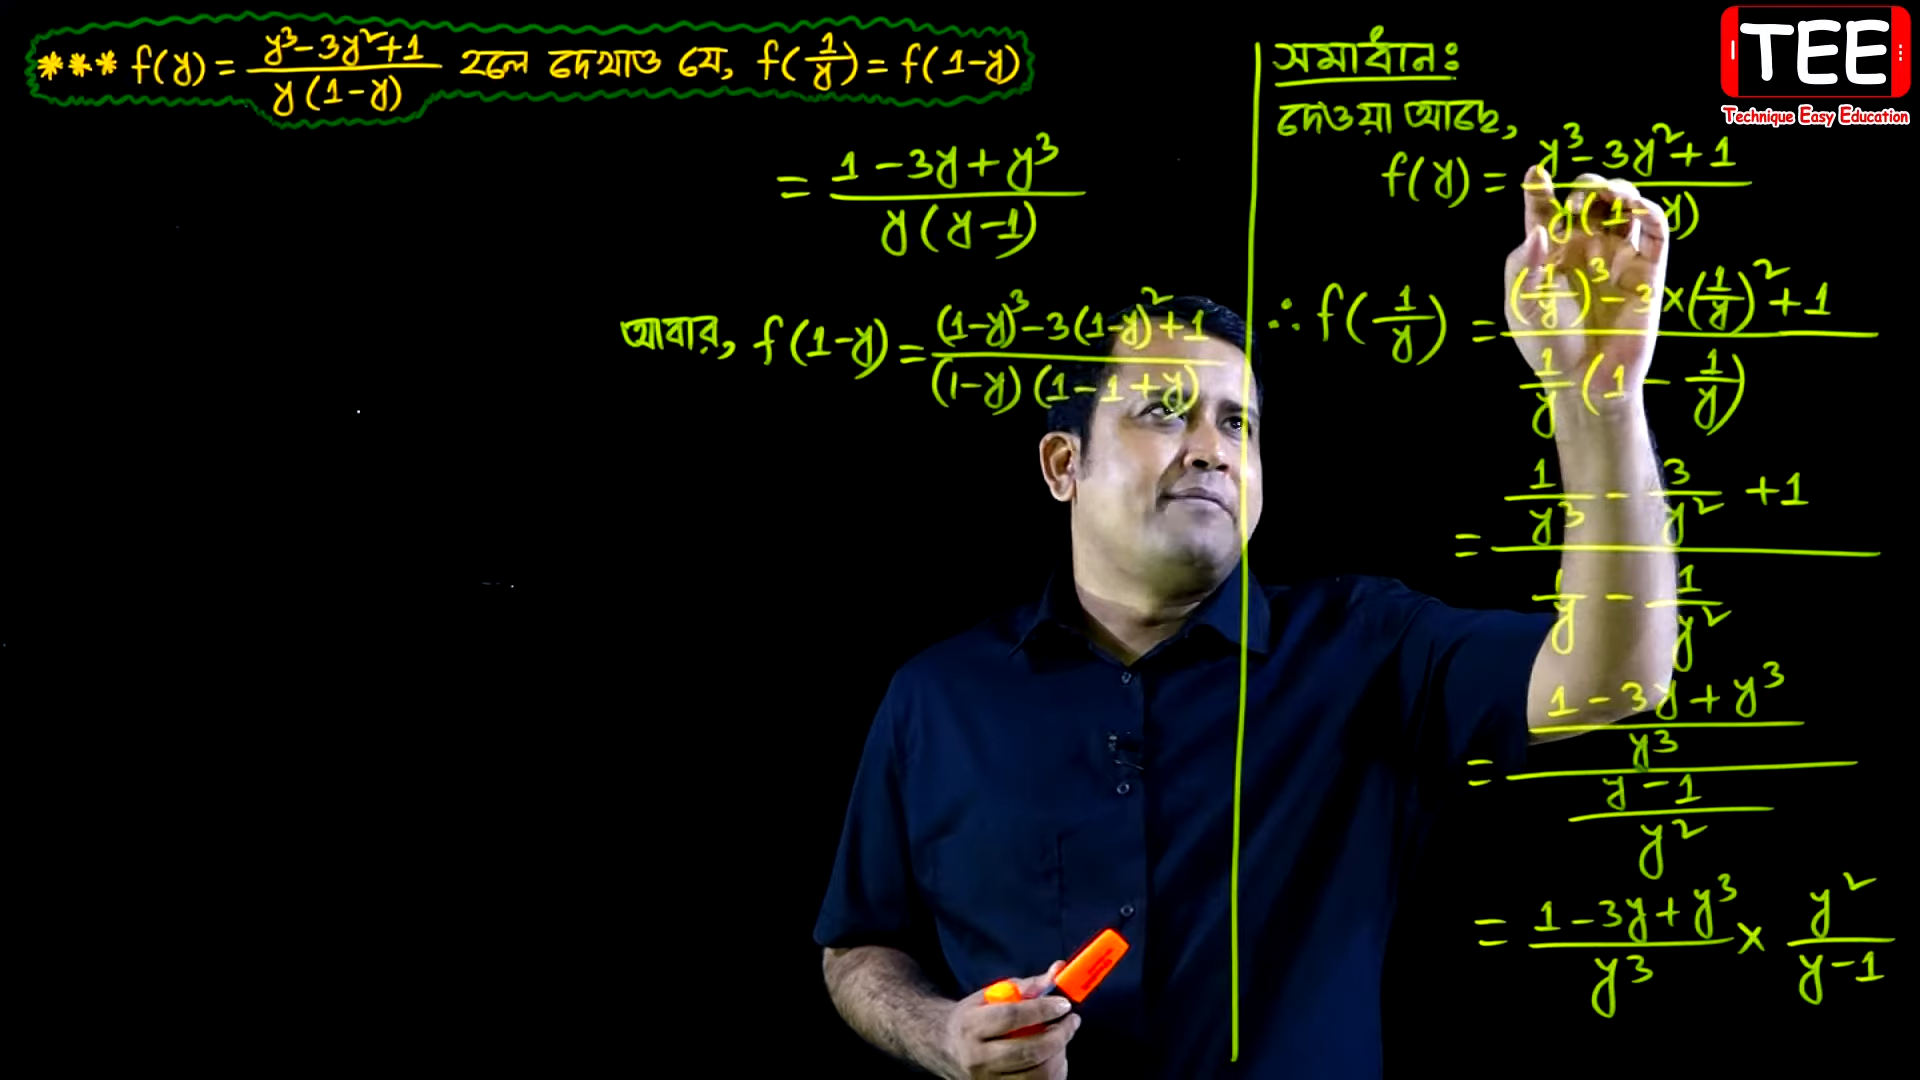 *** f(y) = (y³-3y²+1)/(y(1-y)) হলে দেখাও যে, f(1/y) = f(1-y)
সমাধান:
দেওয়া আছে,
f(y) = (y³-3y²+1)/(y(1-y))
∴ f(1/y) = ((1/y)³ - 3×(1/y)² + 1)/(1/y (1 - 1/y))
= (1/y³ - 3/y² + 1)/(1/y - 1/y²)
= ((1-3y+y³)/y³)/((y-1)/y²)
= (1-3y+y³)/y³ × y²/(y-1)
= (1-3y+y³)/(y(y-1))
আবার, f(1-y) = ((1-y)³-3(1-y)²+1)/((1-y)(1-1+y))
TEE
Technique Easy Education